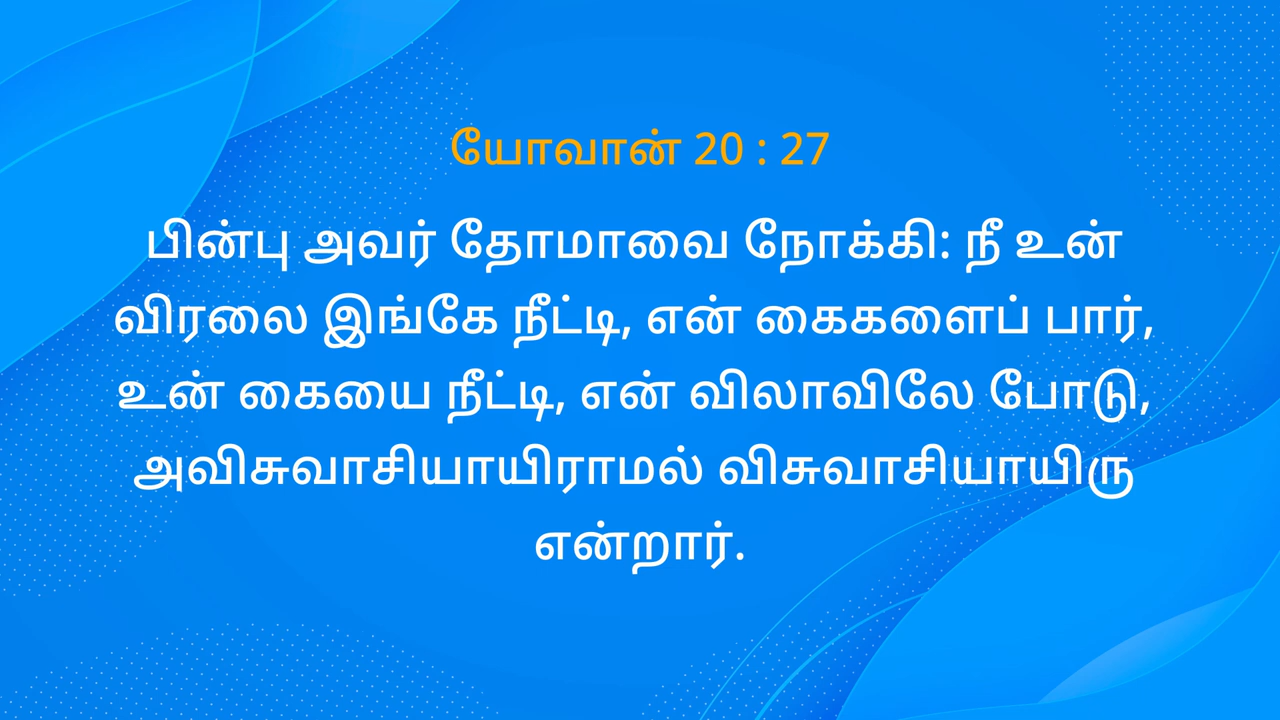 யோவான் 20 : 27
பின்பு அவர் தோமாவை நோக்கி: நீ உன்
விரலை இங்கே நீட்டி, என் கைகளைப் பார்,
உன் கையை நீட்டி, என் விலாவிலே போடு,
அவிசுவாசியாயிராமல் விசுவாசியாயிரு
என்றார்.